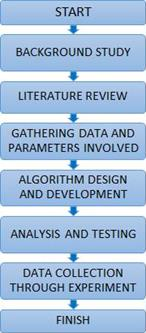 START
BACKGROUND STUDY
LITERATURE REVIEW
GATHERING DATA AND
PARAMETERS INVOLVED
ALGORITHM DESIGN
AND DEVELOPMENT
ANALYSIS AND TESTING
DATA COLLECTION
THROUGH EXPERIMENT
FINISH